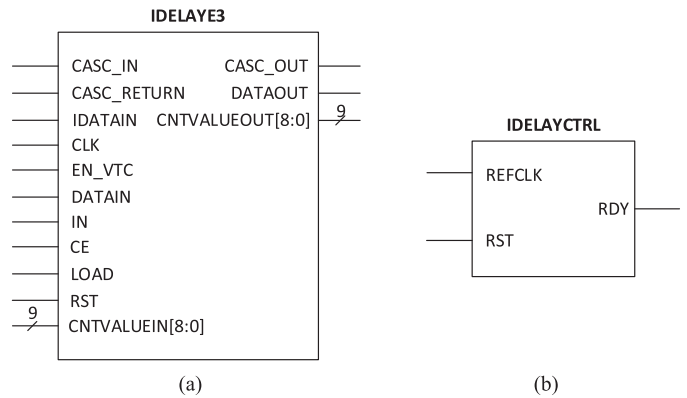 IDELAYE3
CASC_IN CASC_OUT
CASC_RETURN DATAOUT
IDATAIN CNTVALUEOUT[8:0] 9
CLK
EN_VTC
DATAIN
IN
CE
LOAD
RST
9 CNTVALUEIN[8:0]
(a)
IDELAYCTRL
REFCLK
RDY
RST
(b)